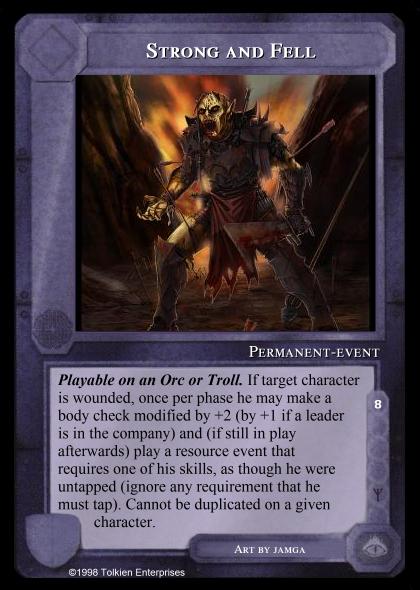 Strong and Fell
Permanent-event
Playable on an Orc or Troll. If target character
is wounded, once per phase he may make a
body check modified by +2 (by +1 if a leader
is in the company) and (if still in play
afterwards) play a resource event that
requires one of his skills, as though he were
untapped (ignore any requirement that he
must tap). Cannot be duplicated on a given
character.
8
Art by jamga
©1998 Tolkien Enterprises